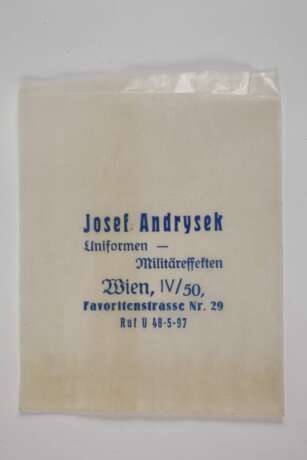 Josef Andrysek
Uniformen —
Militäreffekten
Wien, IV/50,
Favoritenstrasse Nr. 29
Ruf U 48-5-97